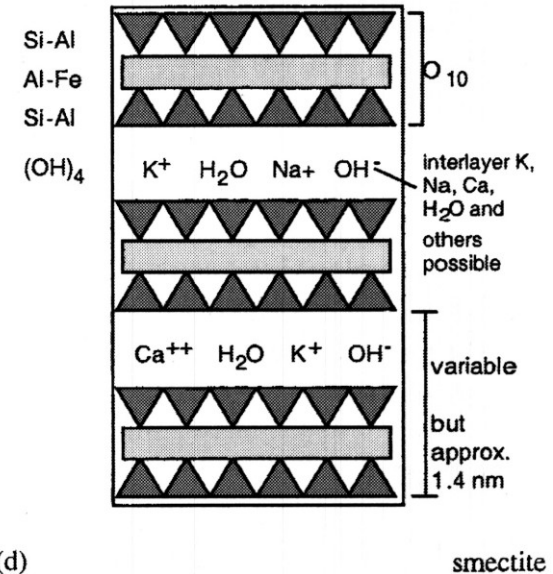 Si-Al
Al-Fe
Si-Al
O 10
(OH)4
K+ H2O Na+ OH-
interlayer K,
Na, Ca,
H2O and
others
possible
Ca++ H2O K+ OH-
variable
but
approx.
1.4 nm
(d) smectite